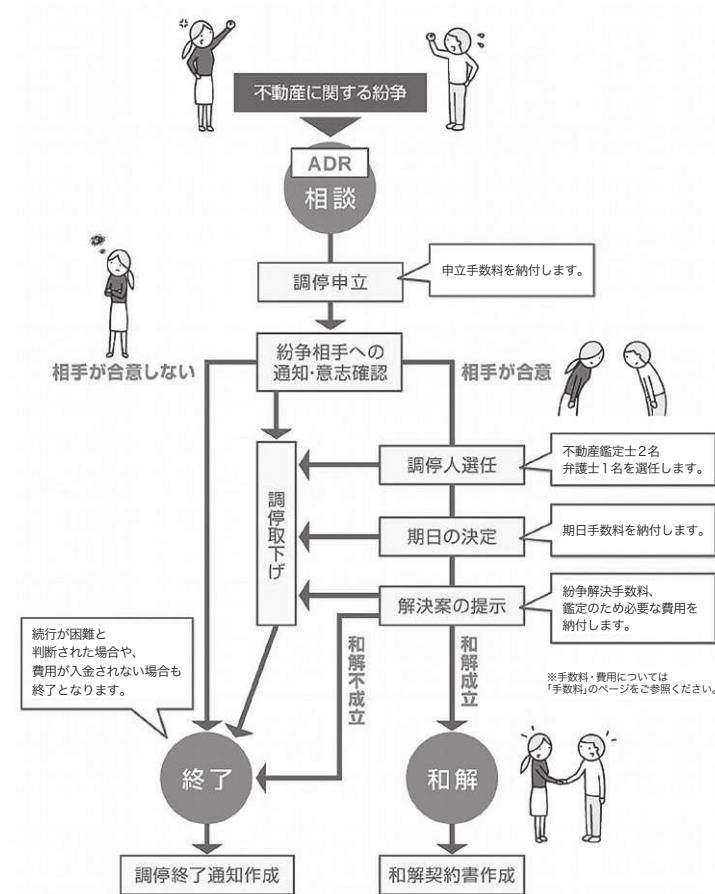 不動産に関する紛争
ADR
相談
調停申立
申立手数料を納付します。
紛争相手への
通知・意志確認
相手が合意しない
相手が合意
調停人選任
不動産鑑定士2名
弁護士1名を選任します。
調停取下げ
期日の決定
期日手数料を納付します。
解決案の提示
紛争解決手数料、
鑑定のため必要な費用を
納付します。
続行が困難と
判断された場合や、
費用が入金されない場合も
終了となります。
和解不成立
和解成立
※手数料・費用については
「手数料」のページをご参照ください。
終了
和解
調停終了通知作成
和解契約書作成